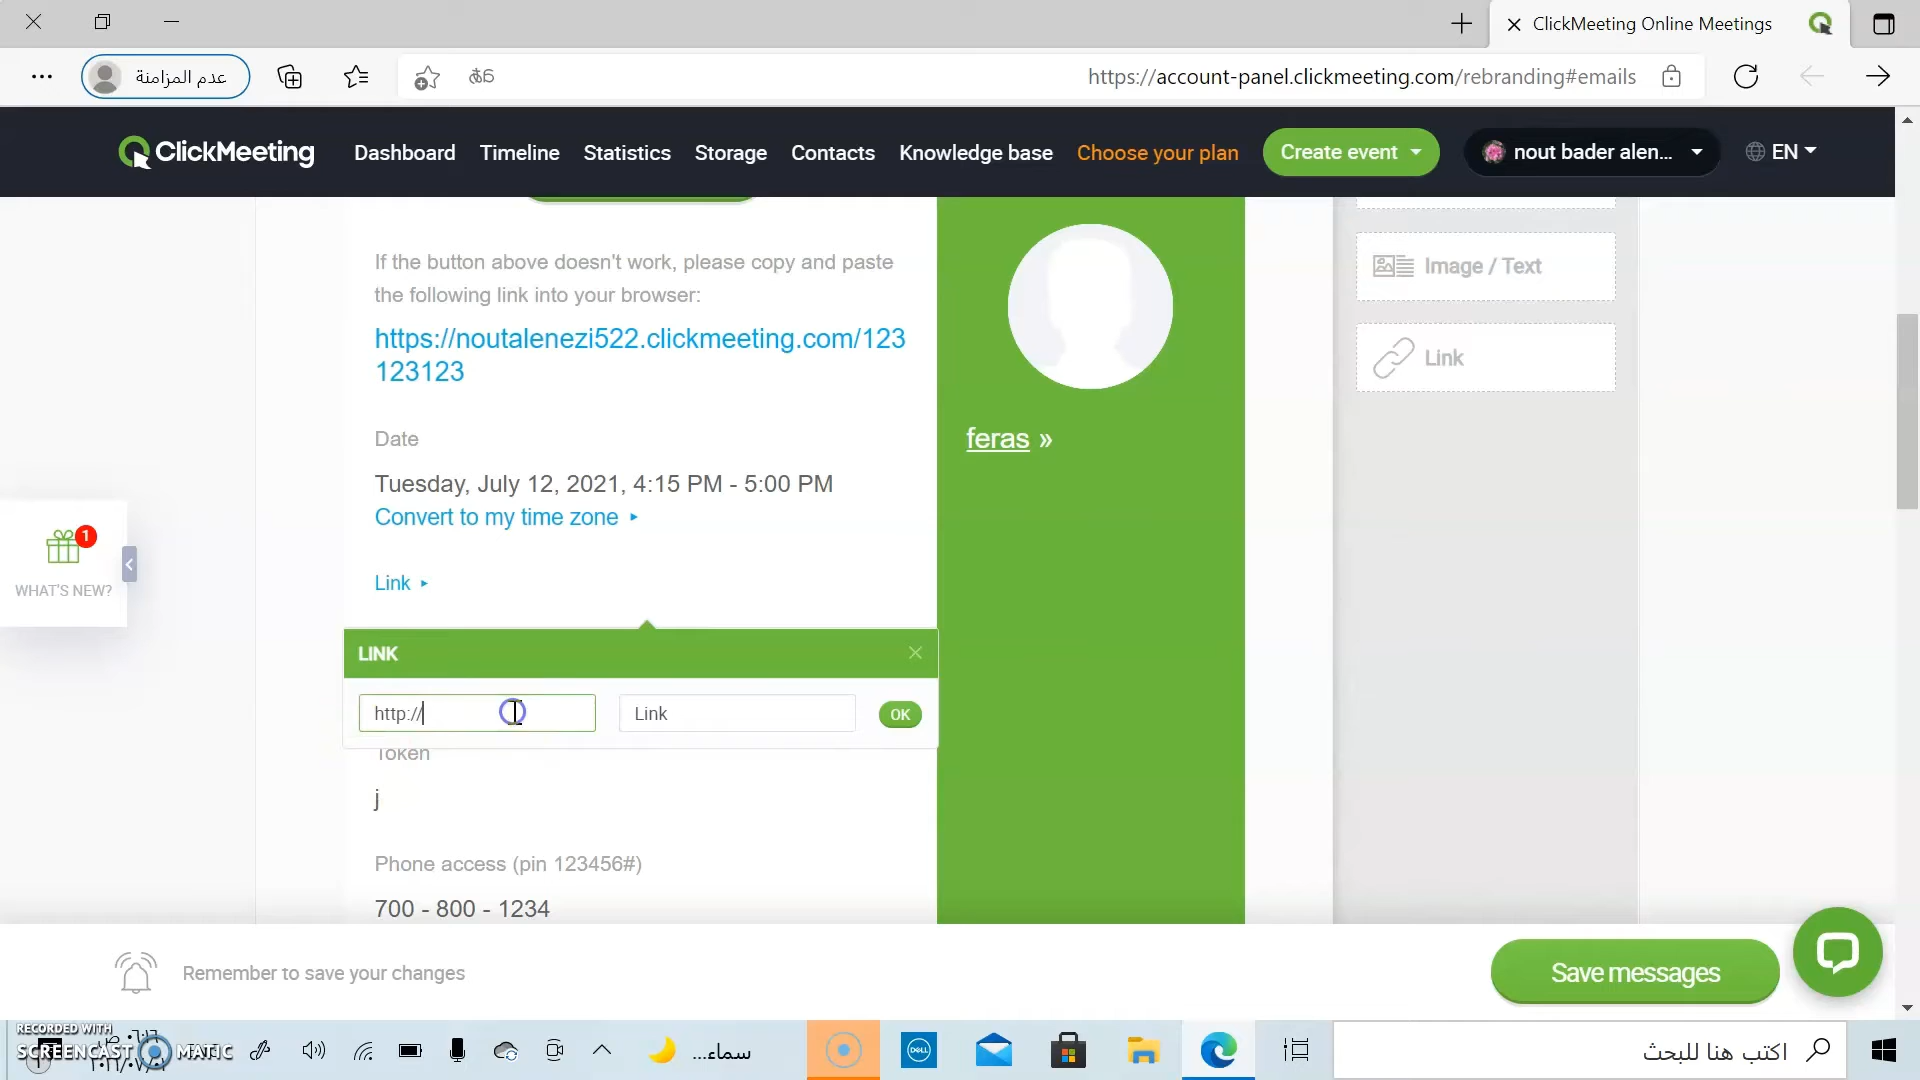 ClickMeeting Online Meetings
عدم المزامنة
https://account-panel.clickmeeting.com/rebranding#emails
ClickMeeting
Dashboard
Timeline
Statistics
Storage
Contacts
Knowledge base
Choose your plan
Create event
nout bader alen...
EN
If the button above doesn't work, please copy and paste
the following link into your browser:
https://noutalenezi522.clickmeeting.com/123
123123
Date
Tuesday, July 12, 2021, 4:15 PM - 5:00 PM
Convert to my time zone
Link
LINK
http://
Link
OK
Token
j
Phone access (pin 123456#)
700 - 800 - 1234
feras »
Image / Text
Link
1
WHAT'S NEW?
Remember to save your changes
Save messages
RECORDED WITH
SCREENCAST MATIC
سماء...
DELL
اكتب هنا للبحث